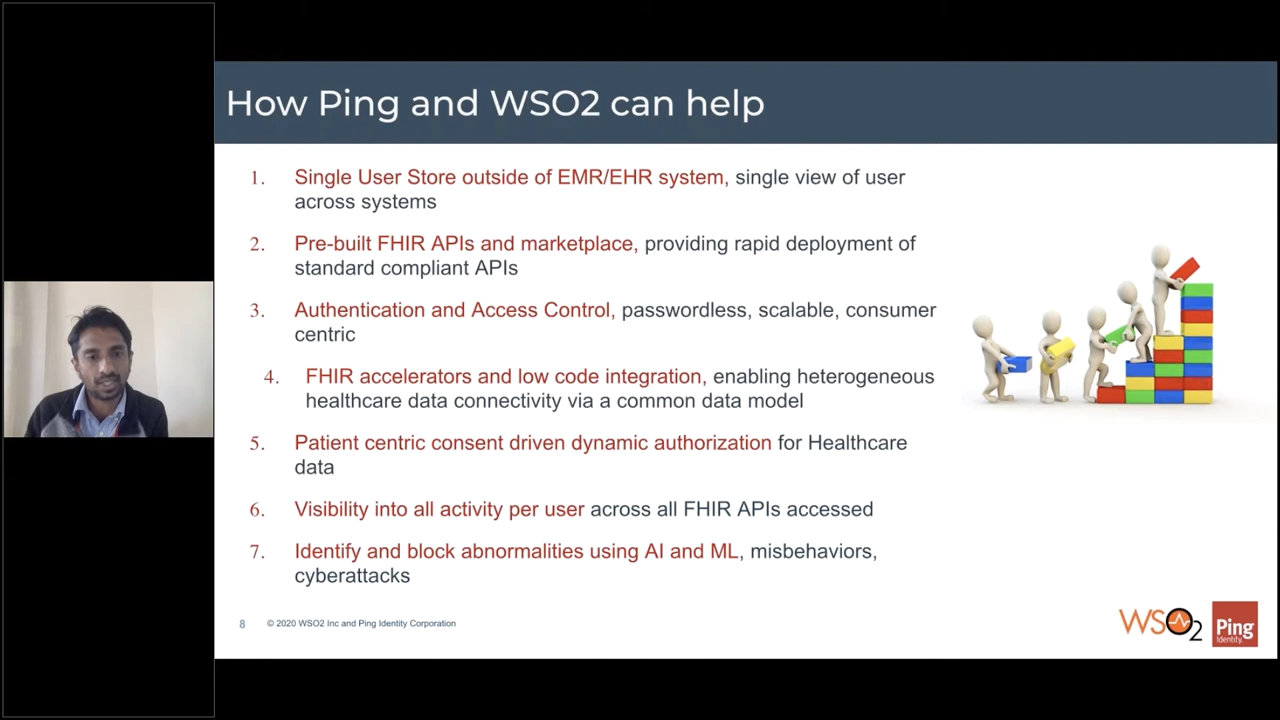 How Ping and WSO2 can help
1. Single User Store outside of EMR/EHR system, single view of user
across systems
2. Pre-built FHIR APIs and marketplace, providing rapid deployment of
standard compliant APIs
3. Authentication and Access Control, passwordless, scalable, consumer
centric
4. FHIR accelerators and low code integration, enabling heterogeneous
healthcare data connectivity via a common data model
5. Patient centric consent driven dynamic authorization for Healthcare
data
6. Visibility into all activity per user across all FHIR APIs accessed
7. Identify and block abnormalities using AI and ML, misbehaviors,
cyberattacks
8 © 2020 WSO2 Inc and Ping Identity Corporation
WSO2
Ping
Identity